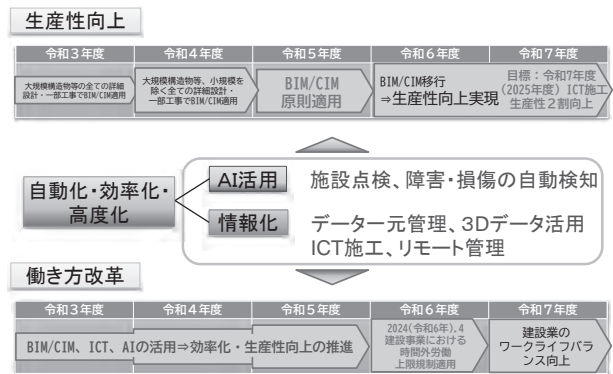 生産性向上
令和3年度 令和4年度 令和5年度 令和6年度 令和7年度
大規模構造物等の全ての詳細
設計・一部工事でBIM/CIM適用
大規模構造物等、小規模を
除く全ての詳細設計・
一部工事でBIM/CIM適用
BIM/CIM
原則適用
BIM/CIM移行
⇒生産性向上実現
目標：令和7年度
(2025年度) ICT施工
生産性2割向上
自動化・効率化・
高度化
AI活用 施設点検、障害・損傷の自動検知
情報化 データ一元管理、3Dデータ活用
ICT施工、リモート管理
働き方改革
令和3年度 令和4年度 令和5年度 令和6年度 令和7年度
BIM/CIM、ICT、AIの活用⇒効率化・生産性向上の推進
2024(令和6年).4
建設事業における
時間外労働
上限規制適用
建設業の
ワークライフバラ
ンス向上